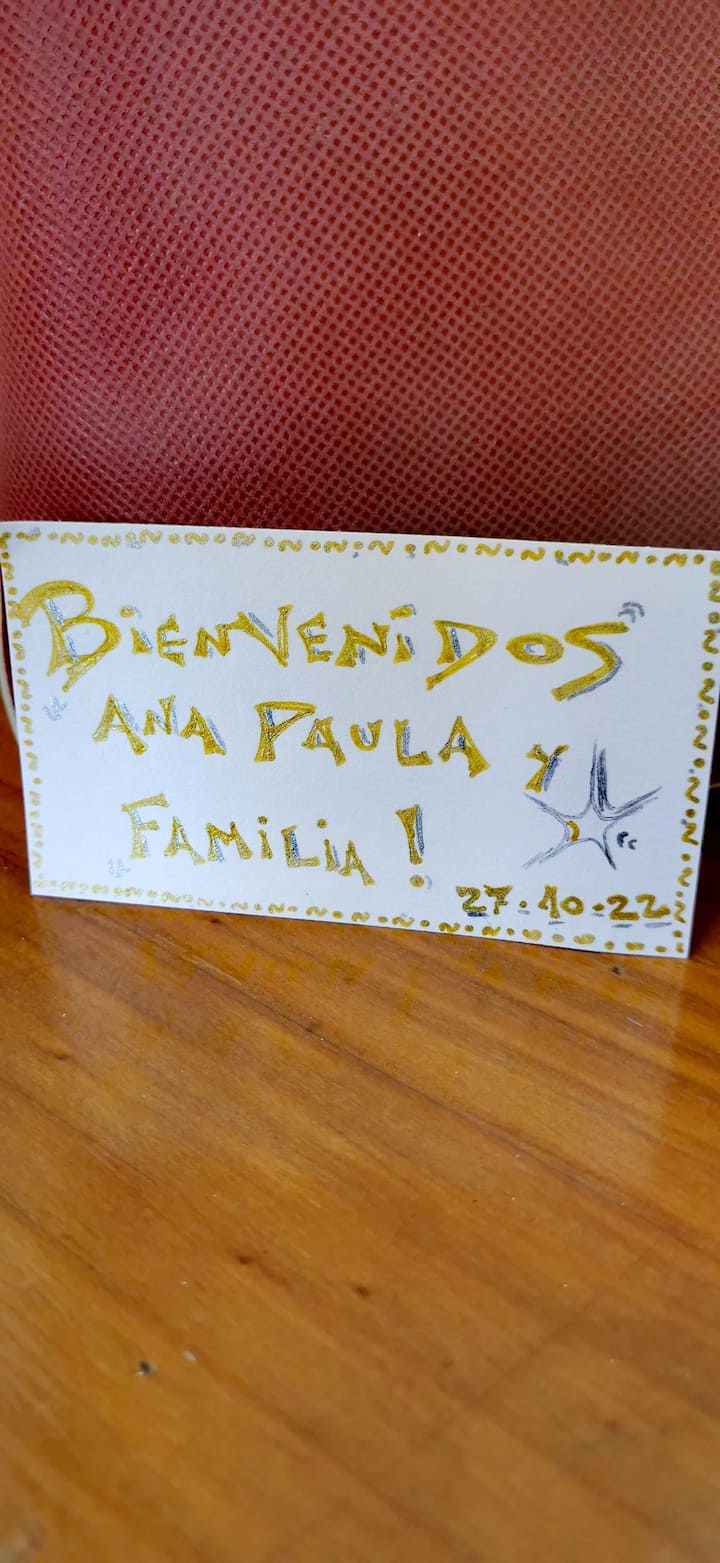 BiENVENiDOS
ANA PAULA y
FAMiLiA!
27.10.22